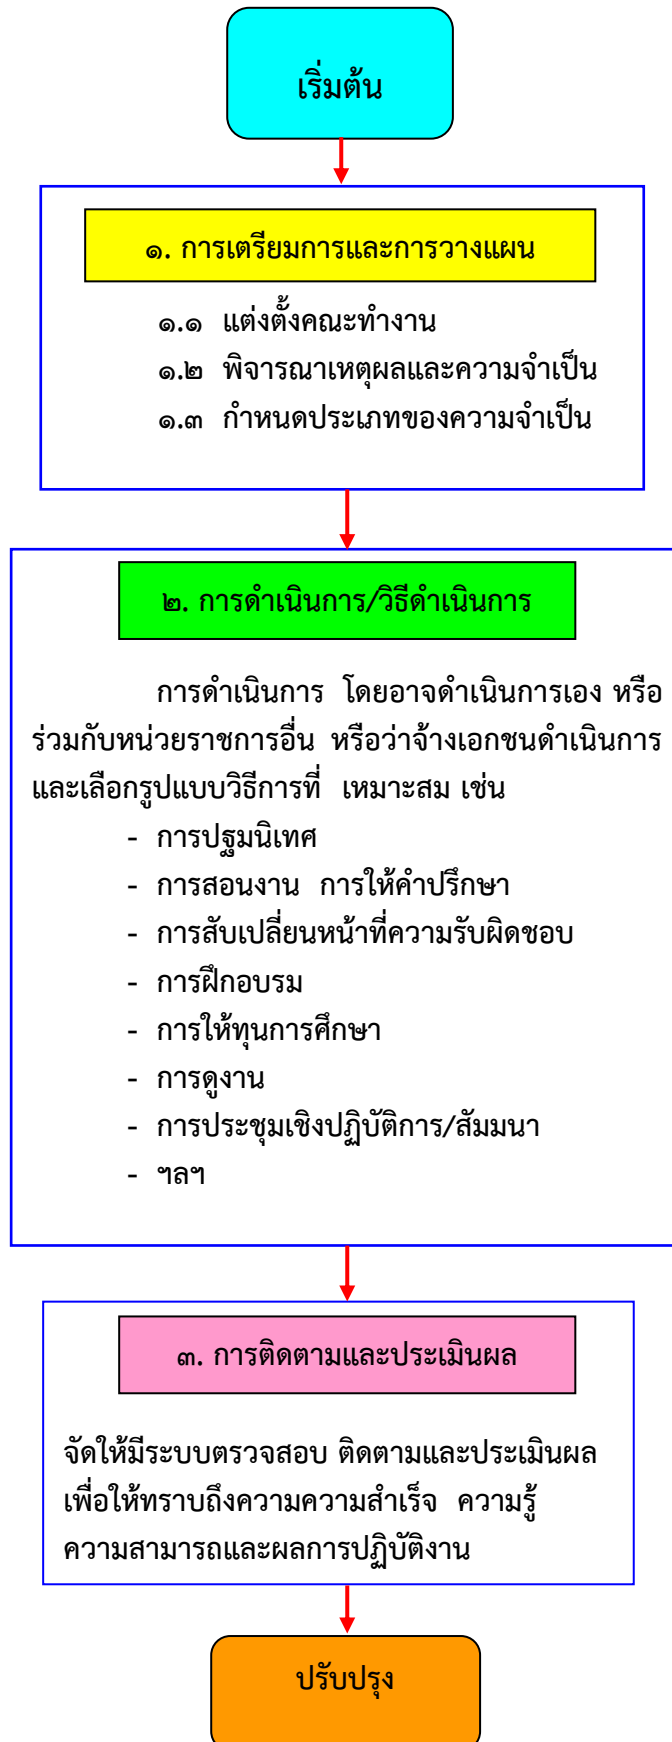 เริ่มต้น
๑. การเตรียมการและการวางแผน
๑.๑ แต่งตั้งคณะทำงาน
๑.๒ พิจารณาเหตุผลและความจำเป็น
๑.๓ กำหนดประเภทของความจำเป็น
๒. การดำเนินการ/วิธีดำเนินการ
การดำเนินการ โดยอาจดำเนินการเอง หรือ
ร่วมกับหน่วยราชการอื่น หรือว่าจ้างเอกชนดำเนินการ
และเลือกรูปแบบวิธีการที่ เหมาะสม เช่น
- การปฐมนิเทศ
- การสอนงาน การให้คำปรึกษา
- การสับเปลี่ยนหน้าที่ความรับผิดชอบ
- การฝึกอบรม
- การให้ทุนการศึกษา
- การดูงาน
- การประชุมเชิงปฏิบัติการ/สัมมนา
- ฯลฯ
๓. การติดตามและประเมินผล
จัดให้มีระบบตรวจสอบ ติดตามและประเมินผล
เพื่อให้ทราบถึงความความสำเร็จ ความรู้
ความสามารถและผลการปฏิบัติงาน
ปรับปรุง